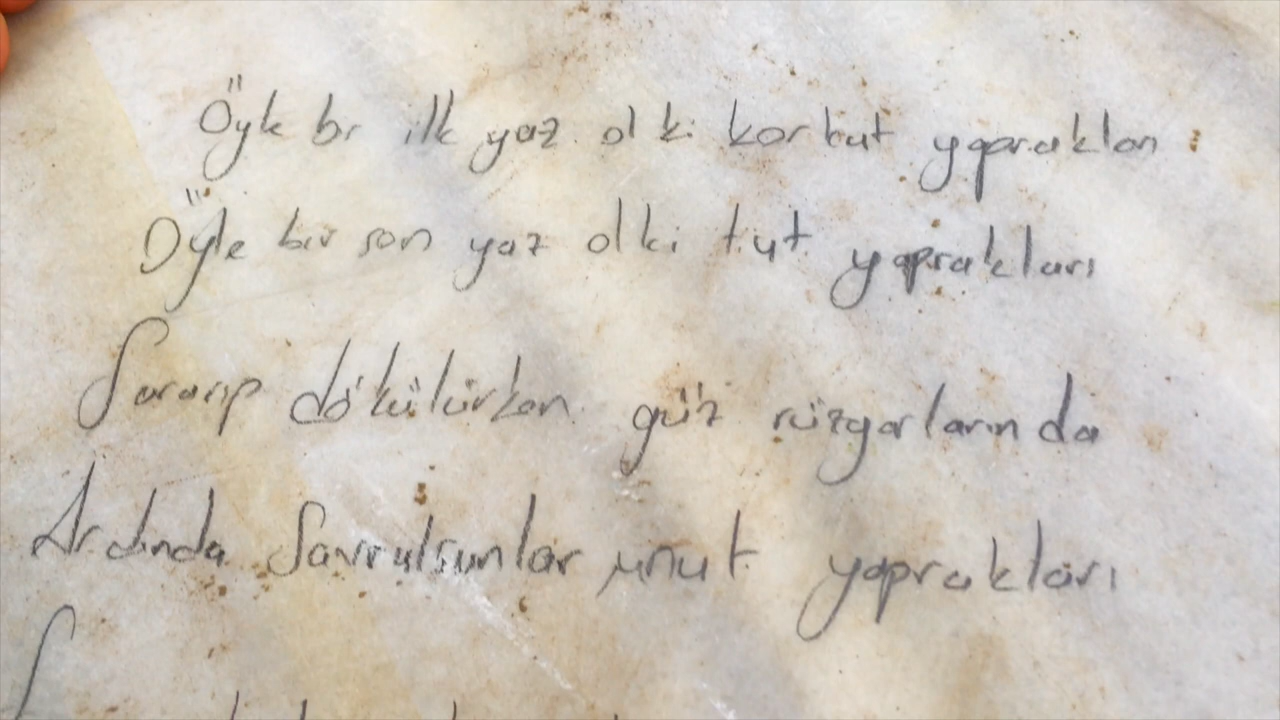 Öyle bir ilk yaz ol ki korkut yaprakları
Öyle bir son yaz ol ki tut yaprakları
Sararıp dökülürken güz rüzgarlarında
Ardında savrulsunlar unut yaprakları